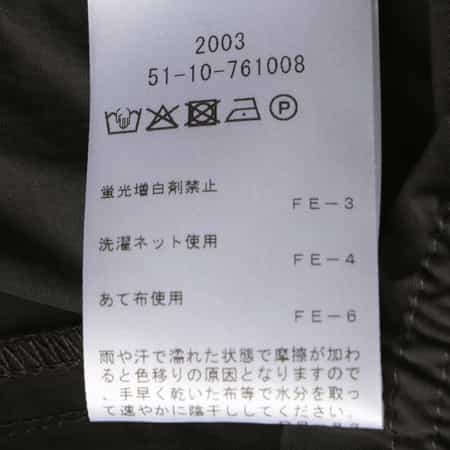 2003
51-10-761008
P
蛍光増白剤禁止
FE-3
洗濯ネット使用
FE-4
あて布使用
FE-6
雨や汗で濡れた状態で摩擦が加わ
ると色移りの原因となりますので
、手早く乾いた布等で水分を取っ
て速やかに陰干ししてください。